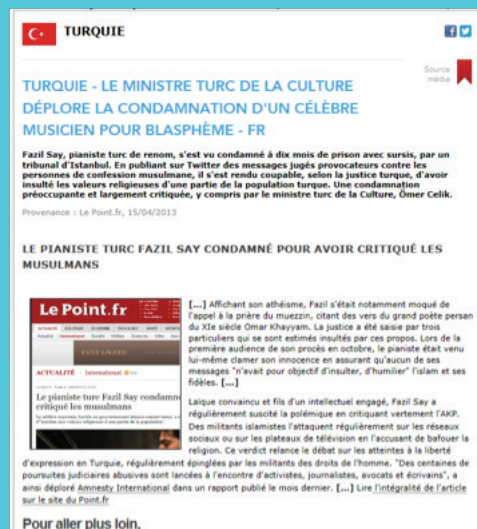 TURQUIE
Source
média
TURQUIE - LE MINISTRE TURC DE LA CULTURE
DÉPLORE LA CONDAMNATION D'UN CÉLÈBRE
MUSICIEN POUR BLASPHÈME - FR
Fazil Say, pianiste turc de renom, s'est vu condamné à dix mois de prison avec sursis, par un
tribunal d'Istanbul. En publiant sur Twitter des messages jugés provocateurs contre les
personnes de confession musulmane, il s'est rendu coupable, selon la justice turque, d'avoir
insulté les valeurs religieuses d'une partie de la population turque. Une condamnation
préoccupante et largement critiquée, y compris par le ministre turc de la Culture, Ömer Celik.
Provenance : Le Point.fr, 15/04/2013
LE PIANISTE TURC FAZIL SAY CONDAMNÉ POUR AVOIR CRITIQUÉ LES
MUSULMANS
Le Point.fr
ACTUALITÉ International
Le pianiste turc Fazil Say condamné
critiqué les musulmans
[...] Affichant son athéisme, Fazil s'était notamment moqué de
l'appel à la prière du muezzin, citant des vers du grand poète persan
du XIe siècle Omar Khayyam. La justice a été saisie par trois
particuliers qui se sont estimés insultés par ces propos. Lors de la
première audience de son procès en octobre, le pianiste était venu
lui-même clamer son innocence en assurant qu'aucun de ses
messages "n'avait pour objectif d'insulter, d'humilier" l'islam et ses
fidèles. [...]
Laïque convaincu et fils d'un intellectuel engagé, Fazil Say a
régulièrement suscité la polémique en critiquant vertement l'AKP.
Des militants islamistes l'attaquent régulièrement sur les réseaux
sociaux ou sur les plateaux de télévision en l'accusant de bafouer la
religion. Ce verdict relance le débat sur les atteintes à la liberté
d'expression en Turquie, régulièrement épinglées par les militants des droits de l'homme. "Des centaines de
poursuites judiciaires abusives sont lancées à l'encontre d'activistes, journalistes, avocats et écrivains", a
ainsi déploré Amnesty International dans un rapport publié le mois dernier. [...] Lire l'intégralité de l'article
sur le site du Point.fr
Pour aller plus loin.